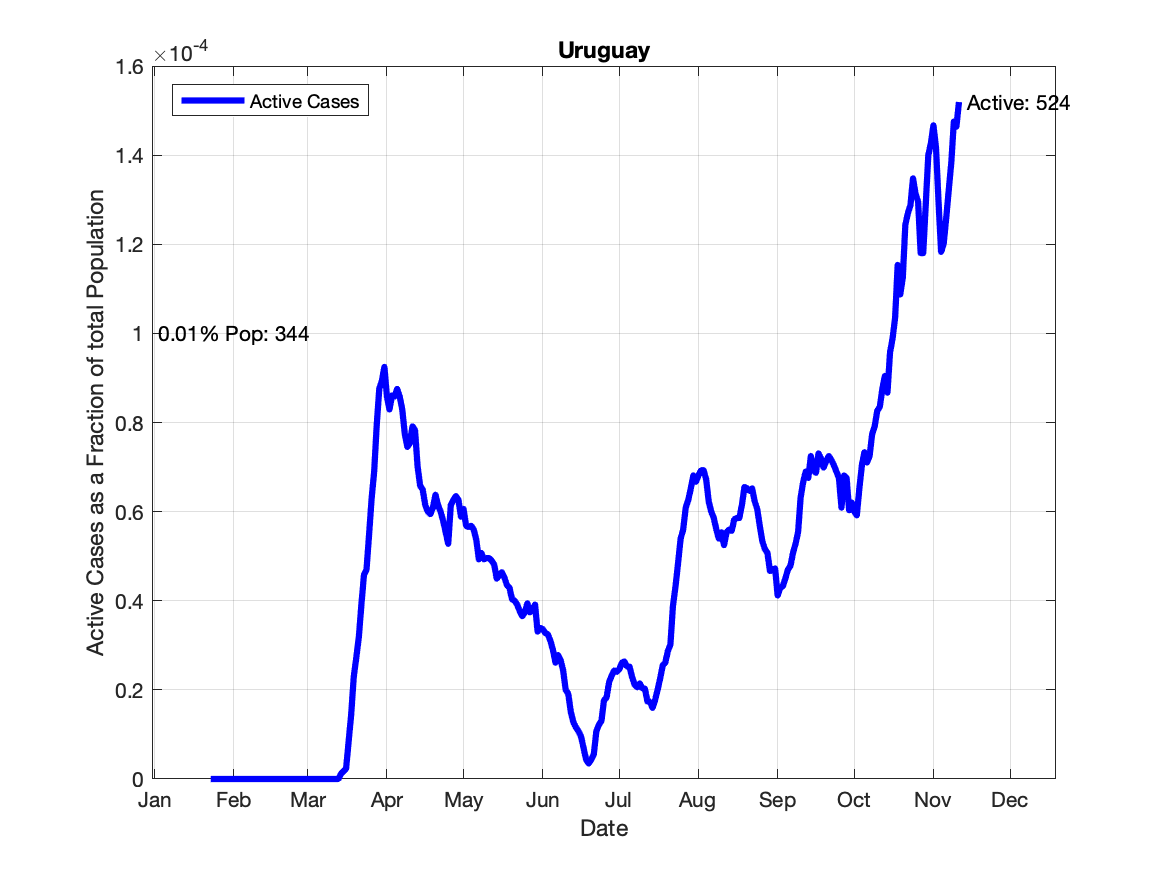 Uruguay
×10^-4
1.6
1.4
1.2
1
0.8
0.6
0.4
0.2
0
Active Cases
Active: 524
0.01% Pop: 344
Active Cases as a Fraction of total Population
Jan Feb Mar Apr May Jun Jul Aug Sep Oct Nov Dec
Date